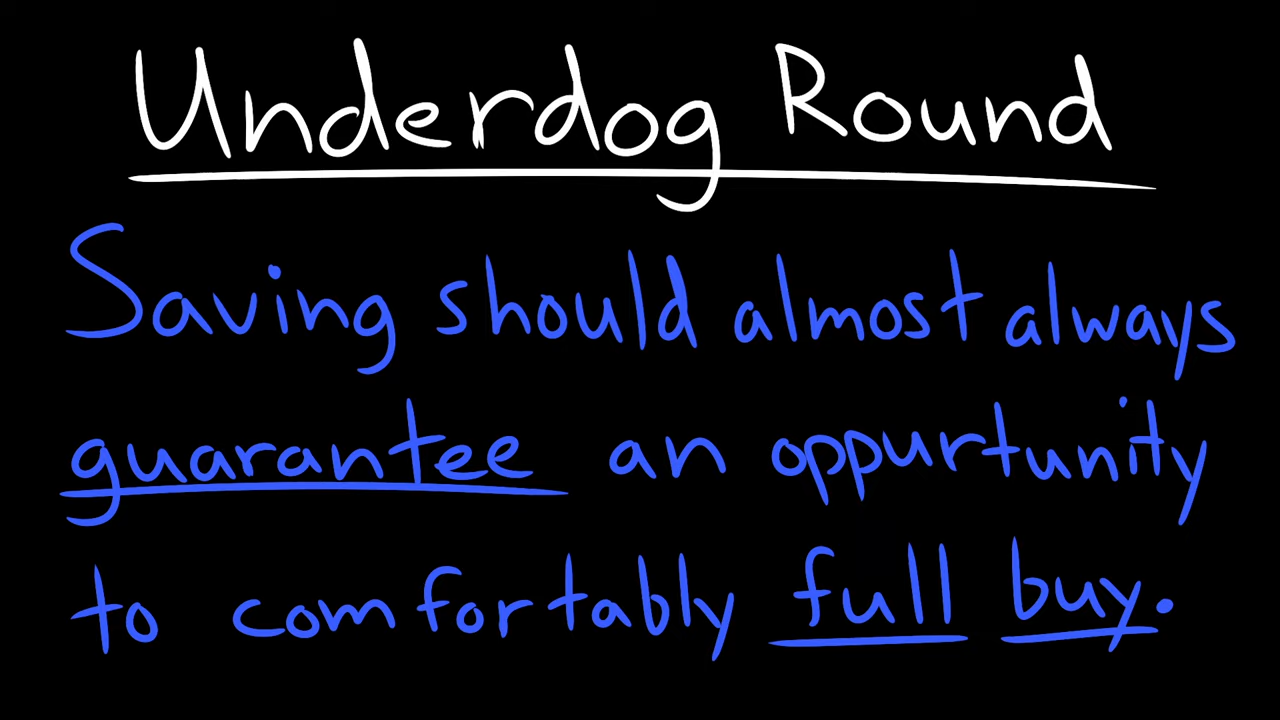 Underdog Round
Saving should almost always
guarantee an oppurtunity
to comfortably full buy.